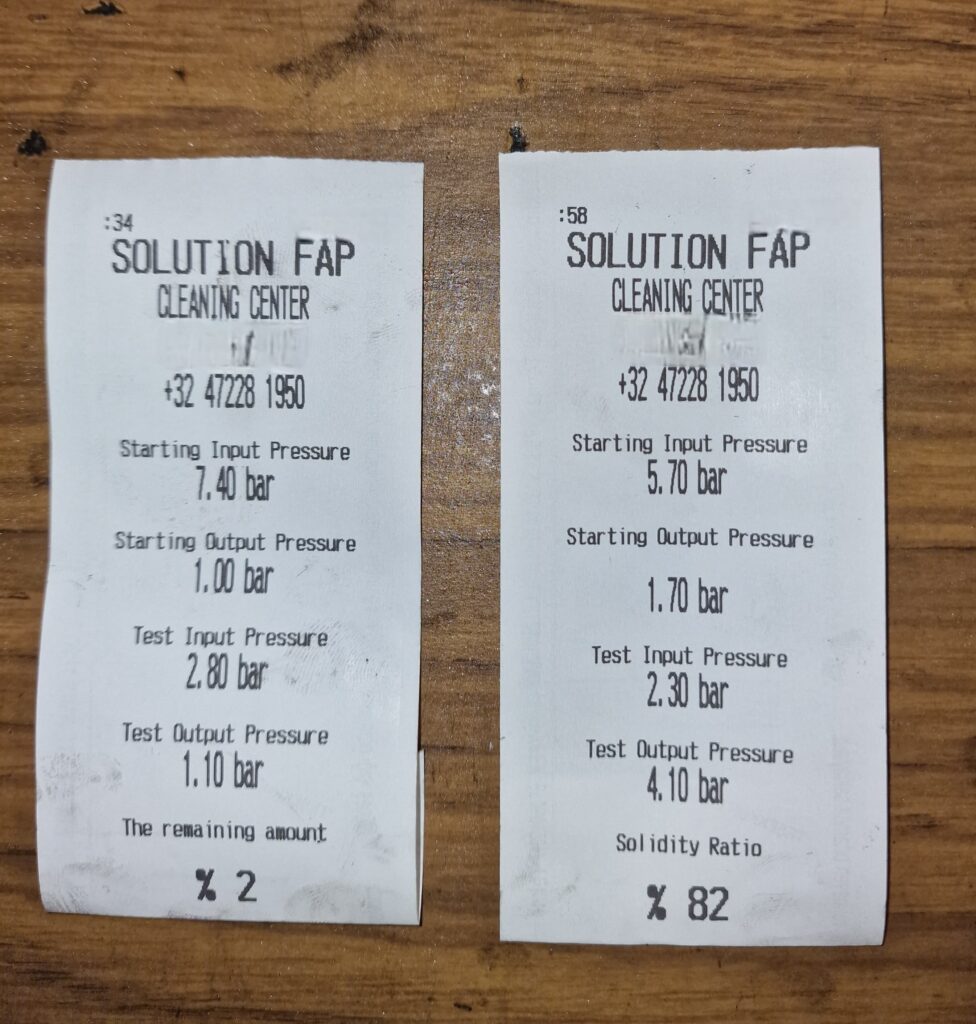 :34
SOLUTION FAP
CLEANING CENTER
+32 47228 1950
Starting Input Pressure
7.40 bar
Starting Output Pressure
1.00 bar
Test Input Pressure
2.80 bar
Test Output Pressure
1.10 bar
The remaining amount
% 2
:58
SOLUTION FAP
CLEANING CENTER
+32 47228 1950
Starting Input Pressure
5.70 bar
Starting Output Pressure
1.70 bar
Test Input Pressure
2.30 bar
Test Output Pressure
4.10 bar
Solidity Ratio
% 82